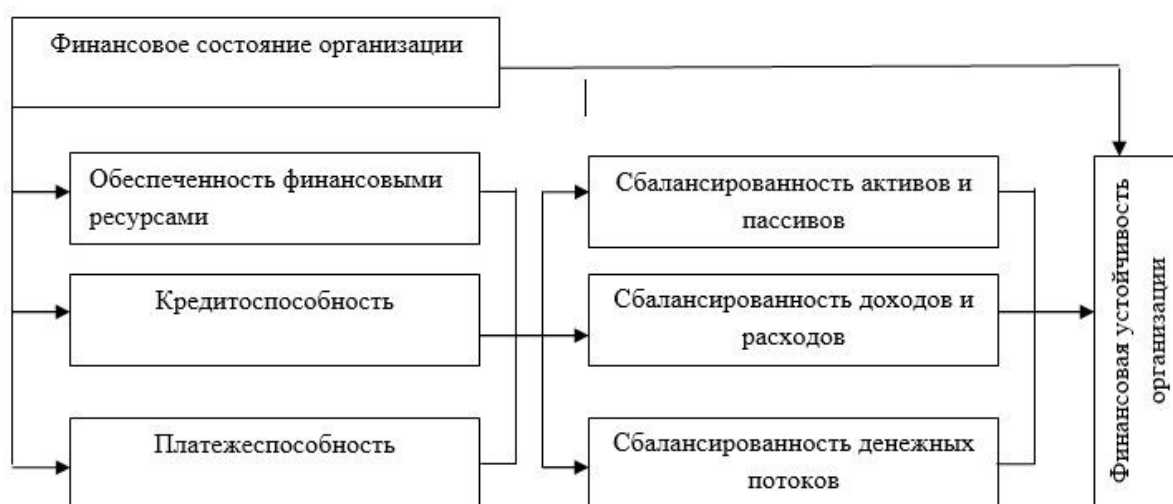 Финансовое состояние организации
Обеспеченность финансовыми
ресурсами
Сбалансированность активов и
пассивов
Кредитоспособность
Сбалансированность доходов и
расходов
Платежеспособность
Сбалансированность денежных
потоков
Финансовая устойчивость
организации